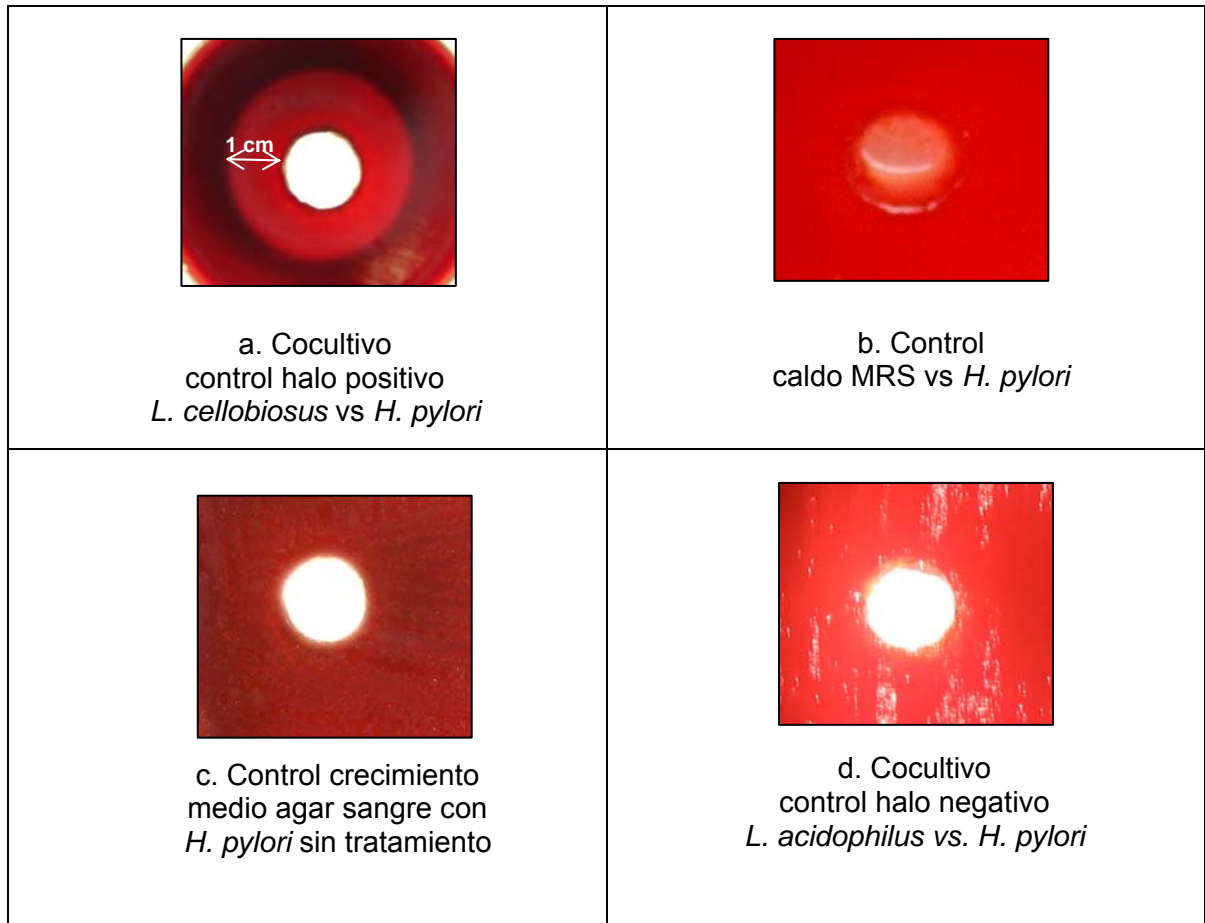 1 cm
a. Cocultivo
control halo positivo
L. cellobiosus vs H. pylori
b. Control
caldo MRS vs H. pylori
c. Control crecimiento
medio agar sangre con
H. pylori sin tratamiento
d. Cocultivo
control halo negativo
L. acidophilus vs. H. pylori